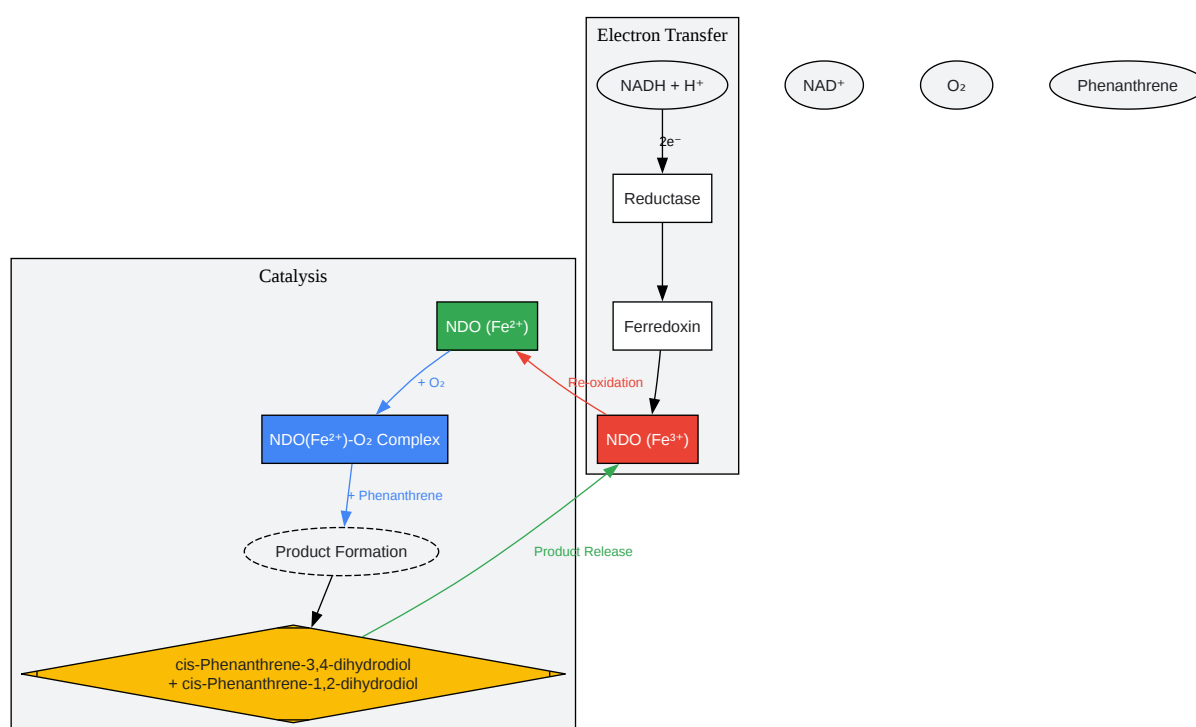 Electron Transfer
NADH + H⁺
NAD⁺
O₂
Phenanthrene
2e⁻
Reductase
Ferredoxin
Catalysis
NDO (Fe²⁺)
+ O₂
Re-oxidation
NDO(Fe²⁺)-O₂ Complex
NDO (Fe³⁺)
+ Phenanthrene
Product Formation
Product Release
cis-Phenanthrene-3,4-dihydrodiol
+ cis-Phenanthrene-1,2-dihydrodiol